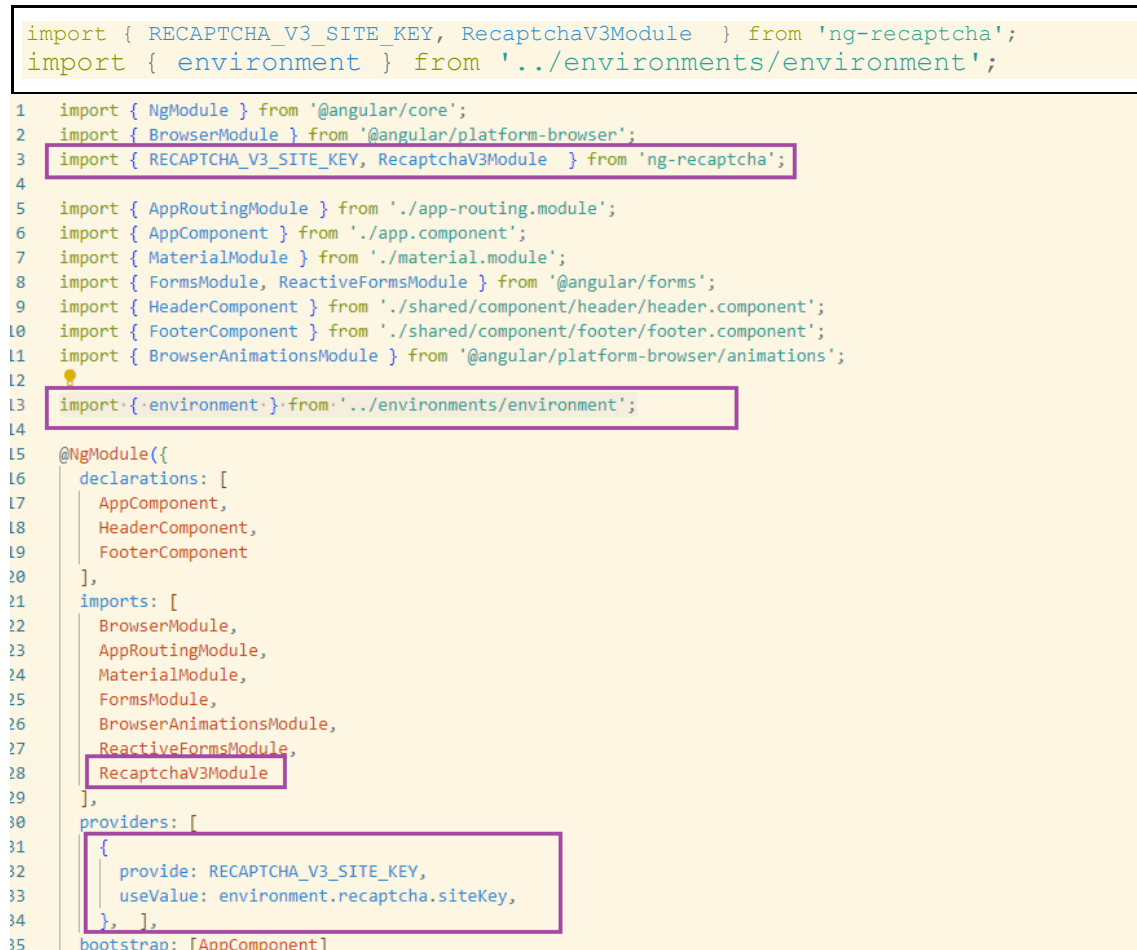 import { RECAPTCHA_V3_SITE_KEY, RecaptchaV3Module  } from 'ng-recaptcha';
import { environment } from '../environments/environment';
1 import { NgModule } from '@angular/core';
2 import { BrowserModule } from '@angular/platform-browser';
3 import { RECAPTCHA_V3_SITE_KEY, RecaptchaV3Module  } from 'ng-recaptcha';
4
5 import { AppRoutingModule } from './app-routing.module';
6 import { AppComponent } from './app.component';
7 import { MaterialModule } from './material.module';
8 import { FormsModule, ReactiveFormsModule } from '@angular/forms';
9 import { HeaderComponent } from './shared/component/header/header.component';
10 import { FooterComponent } from './shared/component/footer/footer.component';
11 import { BrowserAnimationsModule } from '@angular/platform-browser/animations';
12
13 import·{·environment·}·from·'../environments/environment';
14
15 @NgModule({
16   declarations: [
17     AppComponent,
18     HeaderComponent,
19     FooterComponent
20   ],
21   imports: [
22     BrowserModule,
23     AppRoutingModule,
24     MaterialModule,
25     FormsModule,
26     BrowserAnimationsModule,
27     ReactiveFormsModule,
28     RecaptchaV3Module
29   ],
30   providers: [
31     {
32       provide: RECAPTCHA_V3_SITE_KEY,
33       useValue: environment.recaptcha.siteKey,
34     },  ],
35   bootstrap: [AppComponent]